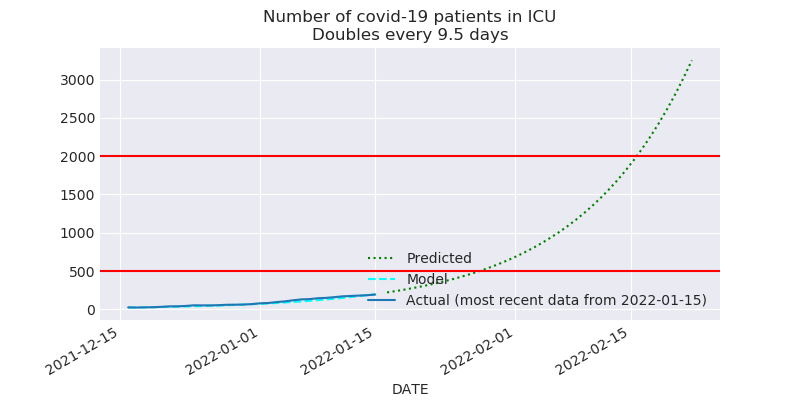 Number of covid-19 patients in ICU
Doubles every 9.5 days
3000
2500
2000
1500
1000
500
0
Predicted
Model
Actual (most recent data from 2022-01-15)
2021-12-15
2022-01-01
2022-01-15
2022-02-01
2022-02-15
DATE